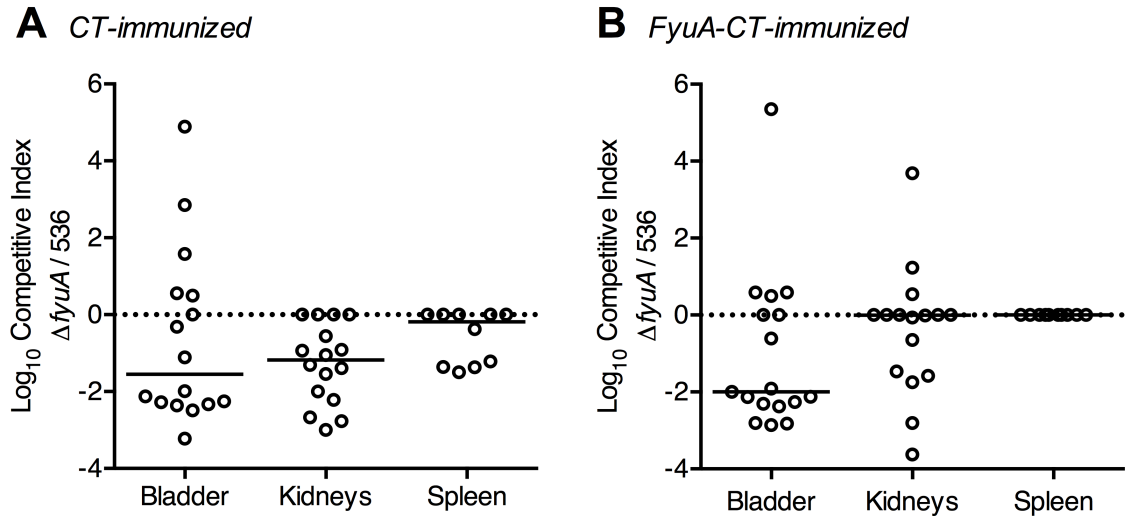 A CT-immunized
Log10 Competitive Index
ΔfyuA / 536
6
4
2
0
-2
-4
Bladder Kidneys Spleen
B FyuA-CT-immunized
Log10 Competitive Index
ΔfyuA / 536
6
4
2
0
-2
-4
Bladder Kidneys Spleen